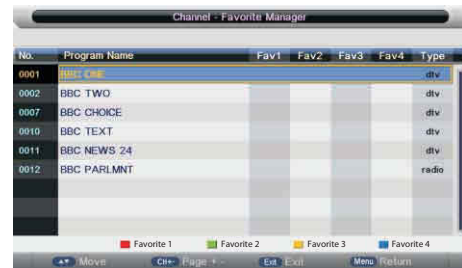 Channel - Favorite Manager
No. Program Name Fav1 Fav2 Fav3 Fav4 Type
0001 BBC ONE dtv
0002 BBC TWO dtv
0007 BBC CHOICE dtv
0010 BBC TEXT dtv
0011 BBC NEWS 24 dtv
0012 BBC PARLMNT radio
Favorite 1 Favorite 2 Favorite 3 Favorite 4
Move CH+- Page + - Exit Exit Menu Return